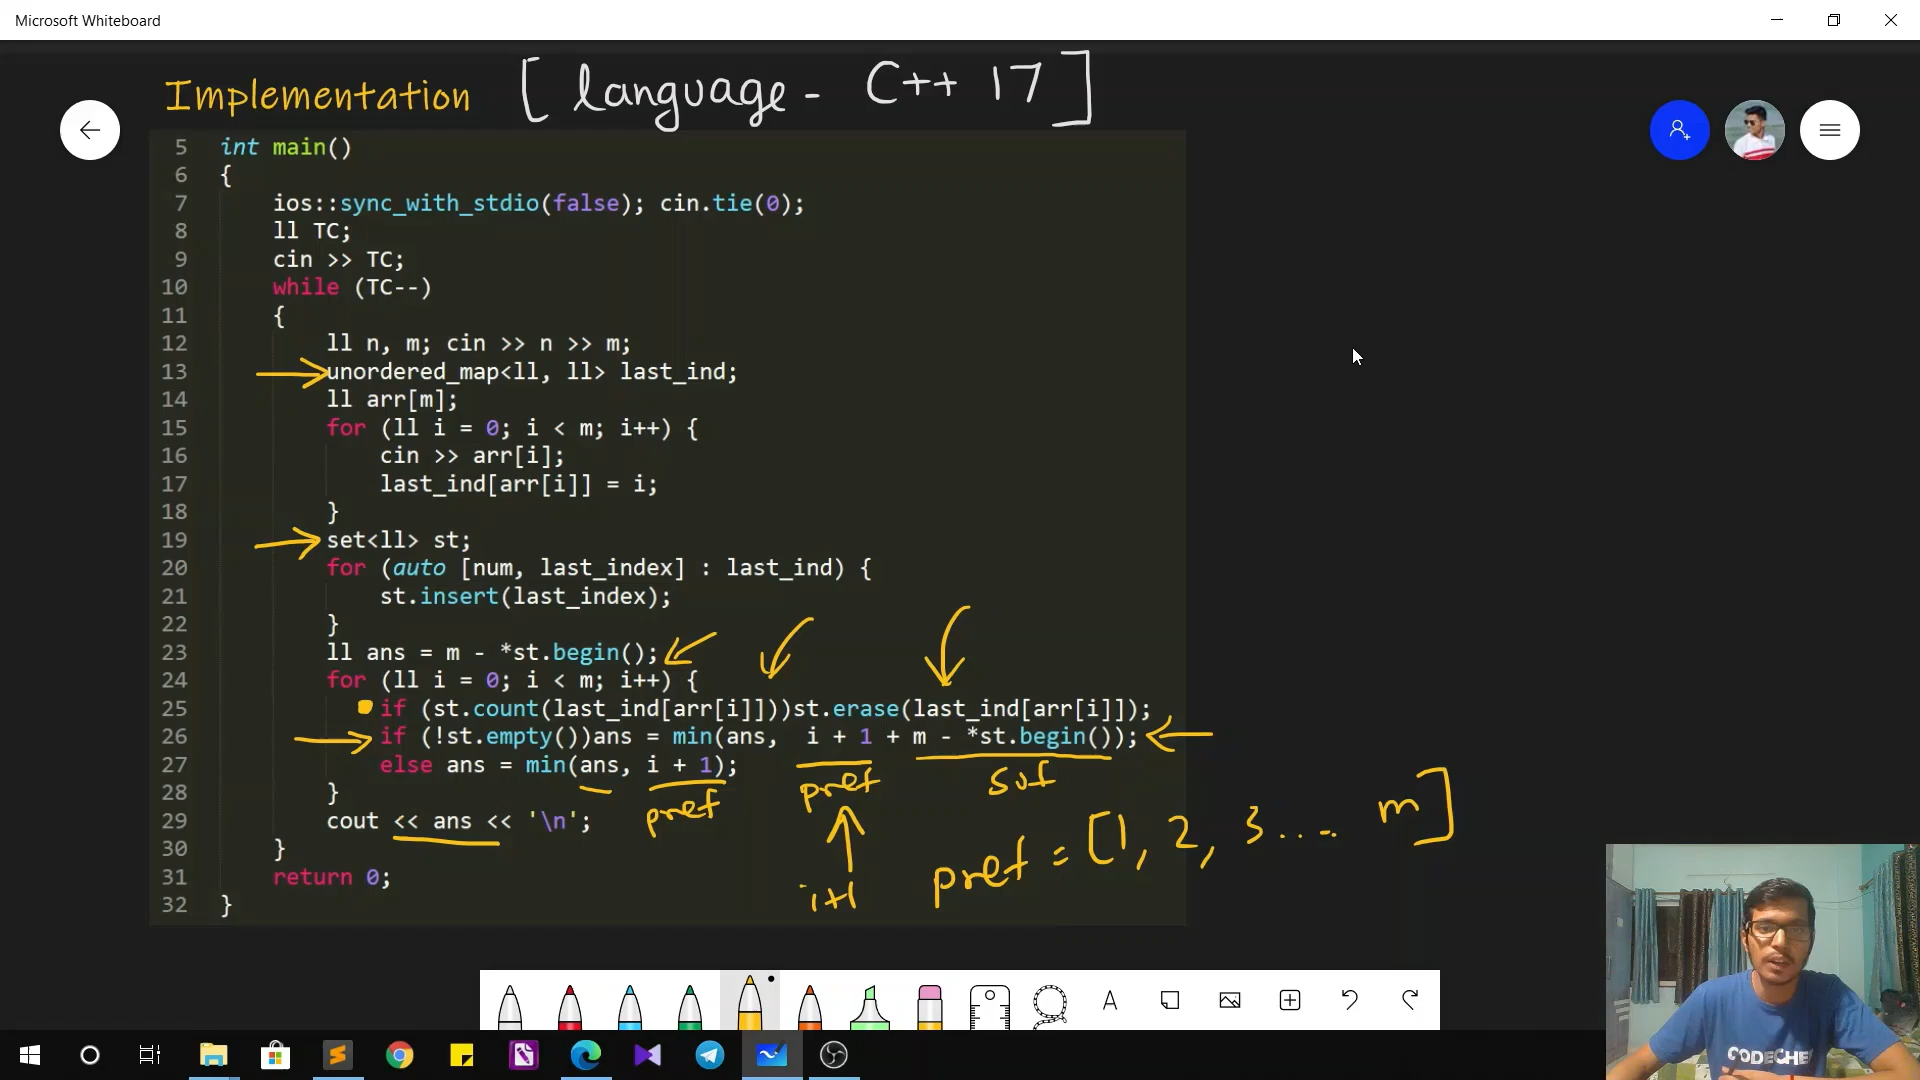 Microsoft Whiteboard
Implementation [ language - C++ 17 ]
5 int main()
6 {
7 ios::sync_with_stdio(false); cin.tie(0);
8 ll TC;
9 cin >> TC;
10 while (TC--)
11 {
12 ll n, m; cin >> n >> m;
13 unordered_map<ll, ll> last_ind;
14 ll arr[m];
15 for (ll i = 0; i < m; i++) {
16 cin >> arr[i];
17 last_ind[arr[i]] = i;
18 }
19 set<ll> st;
20 for (auto [num, last_index] : last_ind) {
21 st.insert(last_index);
22 }
23 ll ans = m - *st.begin();
24 for (ll i = 0; i < m; i++) {
25 if (st.count(last_ind[arr[i]]))st.erase(last_ind[arr[i]]);
26 if (!st.empty())ans = min(ans, i + 1 + m - *st.begin());
27 else ans = min(ans, i + 1);
28 }
29 cout << ans << '\n';
30 }
31 return 0;
32 }
pref
pref
suf
i+1
pref = [1, 2, 3.... m]
A
CODECHE